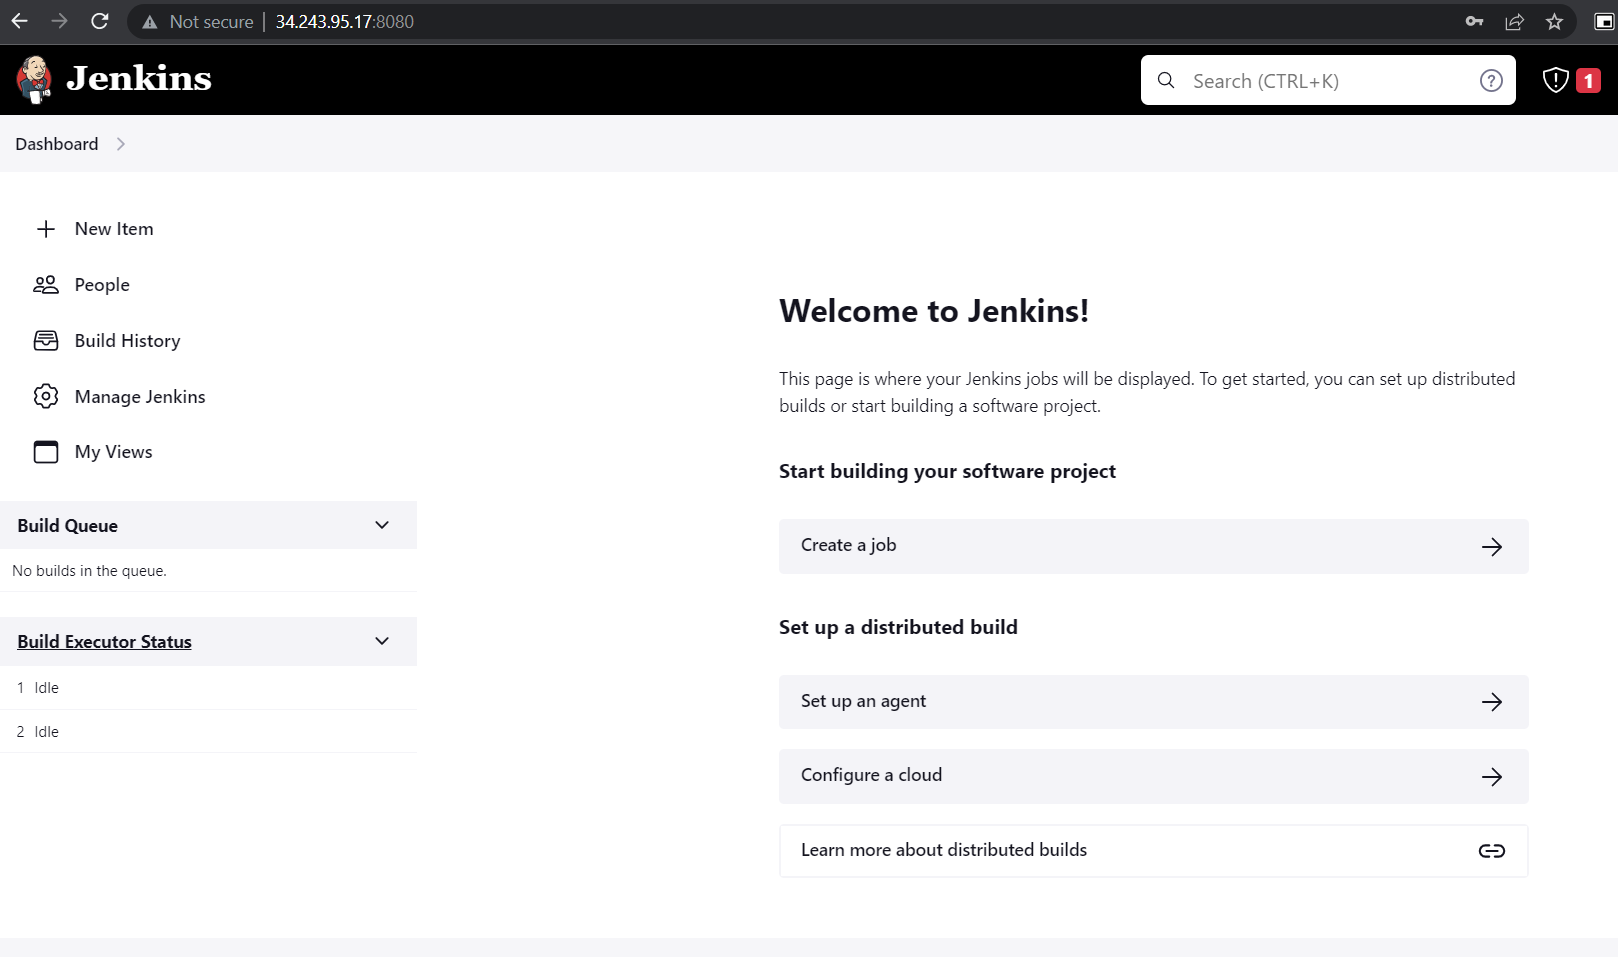 Not secure | 34.243.95.17:8080
Jenkins
Search (CTRL+K)
1
Dashboard
New Item
People
Build History
Manage Jenkins
My Views
Build Queue
No builds in the queue.
Build Executor Status
1 Idle
2 Idle
Welcome to Jenkins!
This page is where your Jenkins jobs will be displayed. To get started, you can set up distributed
builds or start building a software project.
Start building your software project
Create a job
Set up a distributed build
Set up an agent
Configure a cloud
Learn more about distributed builds